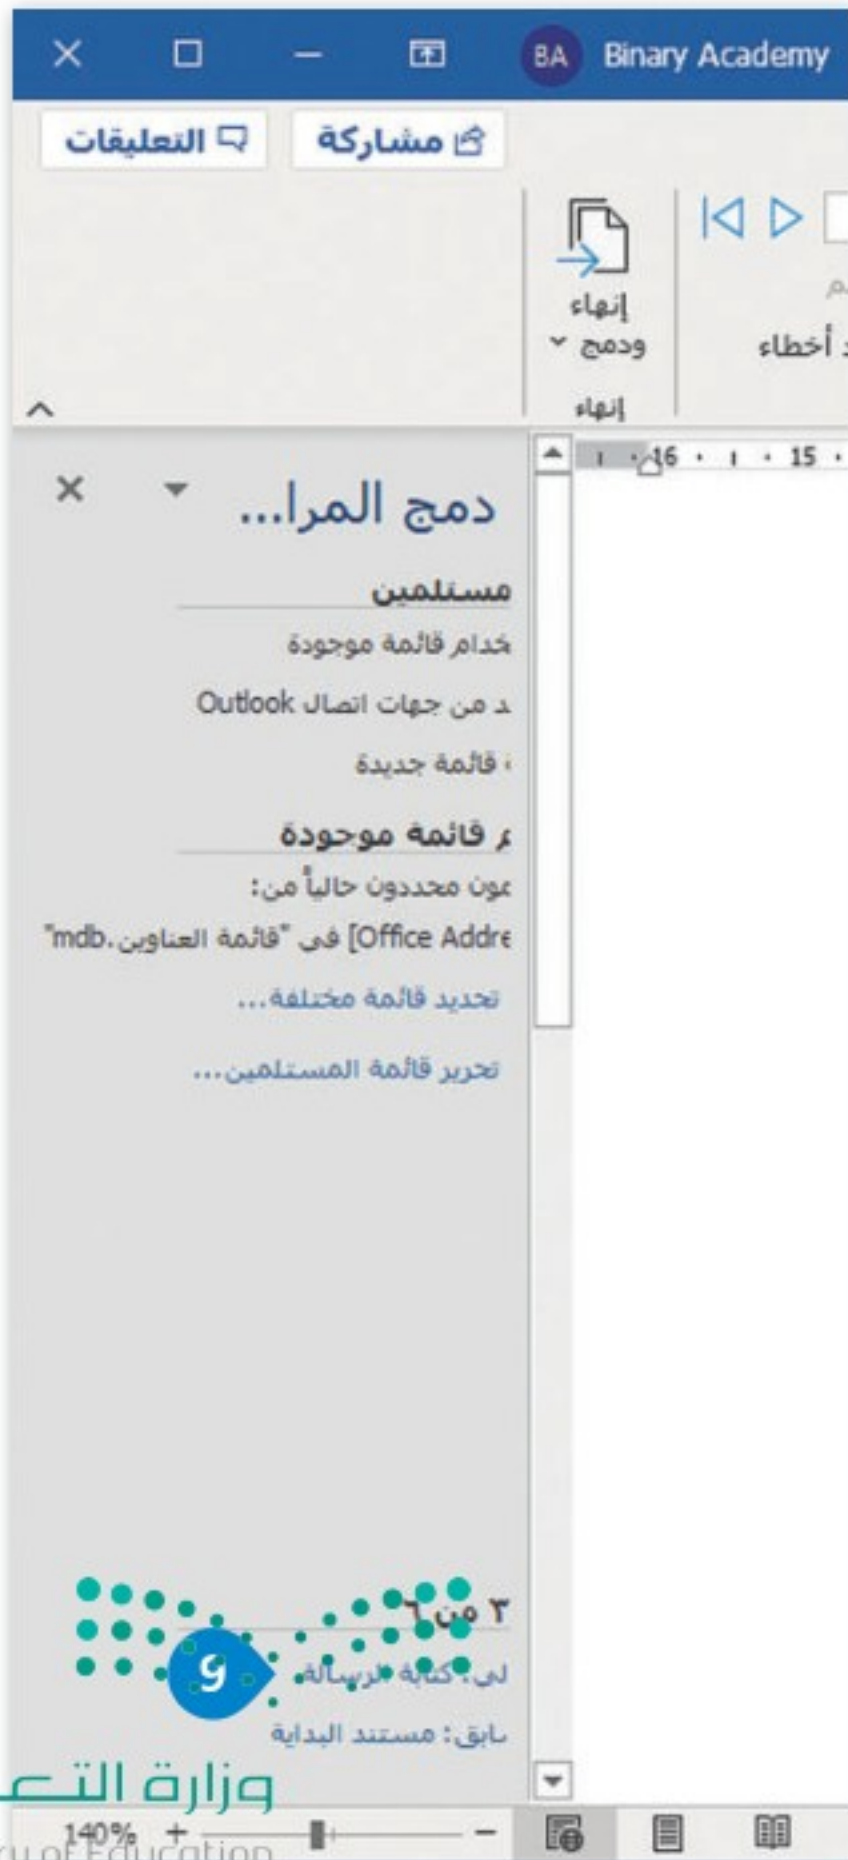 Binary Academy BA
مشاركة التعليقات
إنهاء
ودمج
أخطاء
إنهاء
16 15
دمج المرا...
مستلمين
خدام قائمة موجودة
د من جهات اتصال Outlook
قائمة جديدة
م قائمة موجودة
مون محددون حالياً من:
Office Addre] في "قائمة العناوين.mdb"
تحديد قائمة مختلفة...
تحرير قائمة المستلمين...
٣ من ٦
لي: كتابة الرسالة
و
سابق: مستند البداية
وزارة التعـ
140%
Education